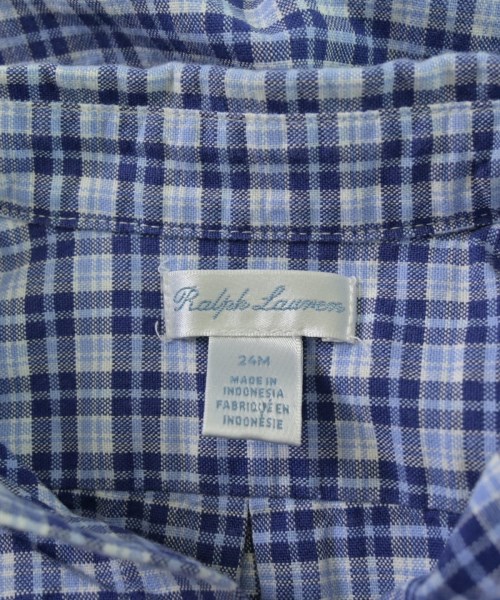 Ralph Lauren
24M
MADE IN
INDONESIA
FABRIQUÉ EN
INDONÉSIE